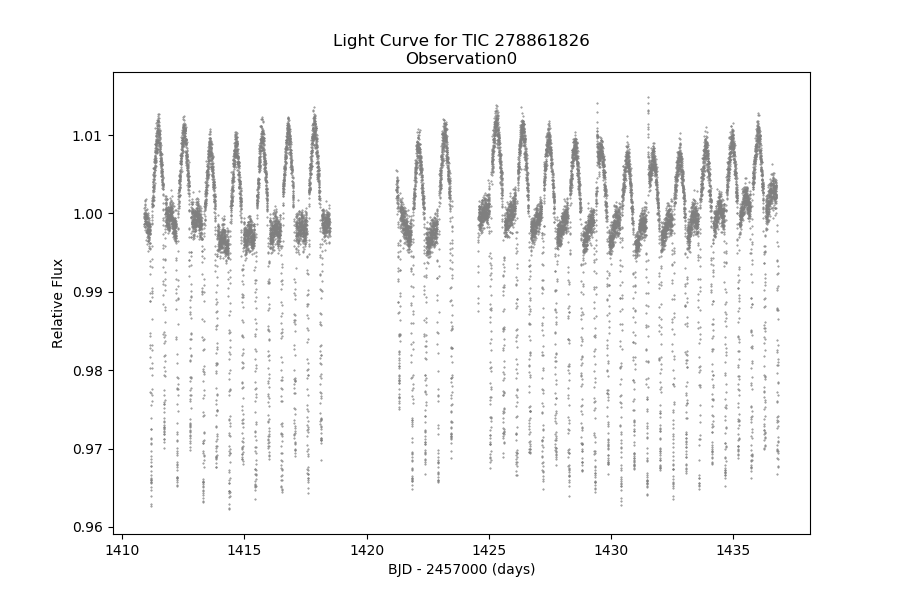 Light Curve for TIC 278861826
Observation0
Relative Flux
1.01
1.00
0.99
0.98
0.97
0.96
1410 1415 1420 1425 1430 1435
BJD - 2457000 (days)